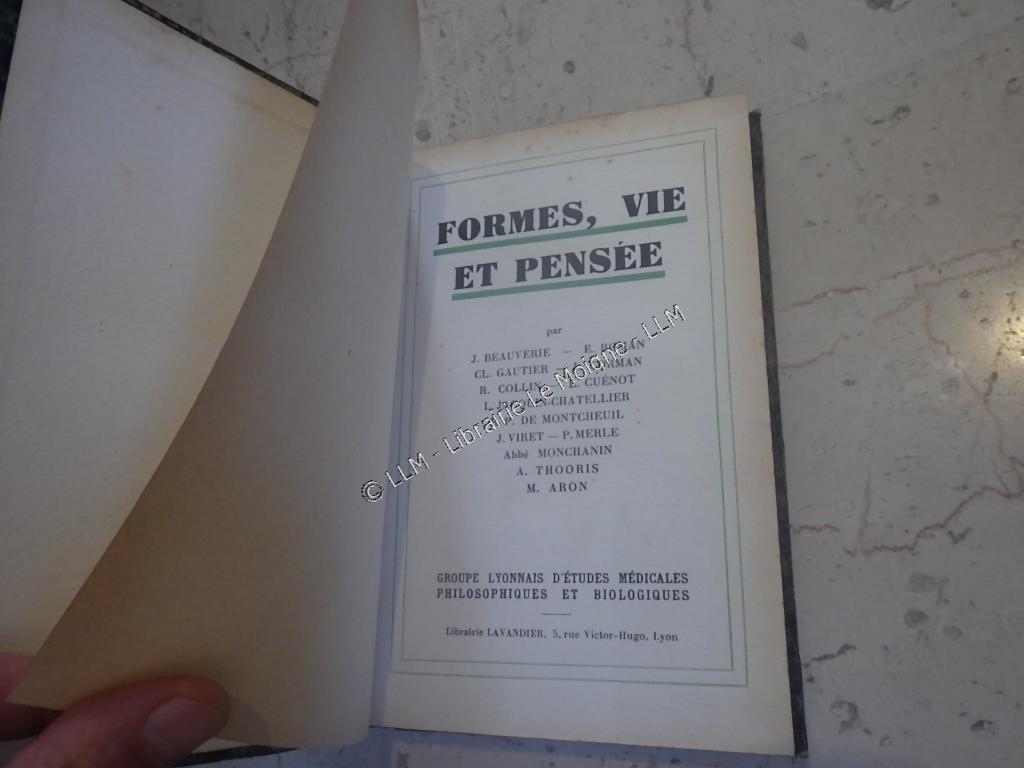 FORMES, VIE
ET PENSÉE
par
J. BEAUVERIE — E.
CL. GAUTIER
R. COLLIN CUÉNOT
DE MONTCHEUIL
J. VIRET — P. MERLE
Abbé MONCHANIN
A. THOORIS
M. ARON
GROUPE LYONNAIS D'ÉTUDES MÉDICALES
PHILOSOPHIQUES ET BIOLOGIQUES
Librairie LAVANDIER, 5, rue Victor-Hugo, Lyon
© LLM - Librairie Le Moigne - LLM